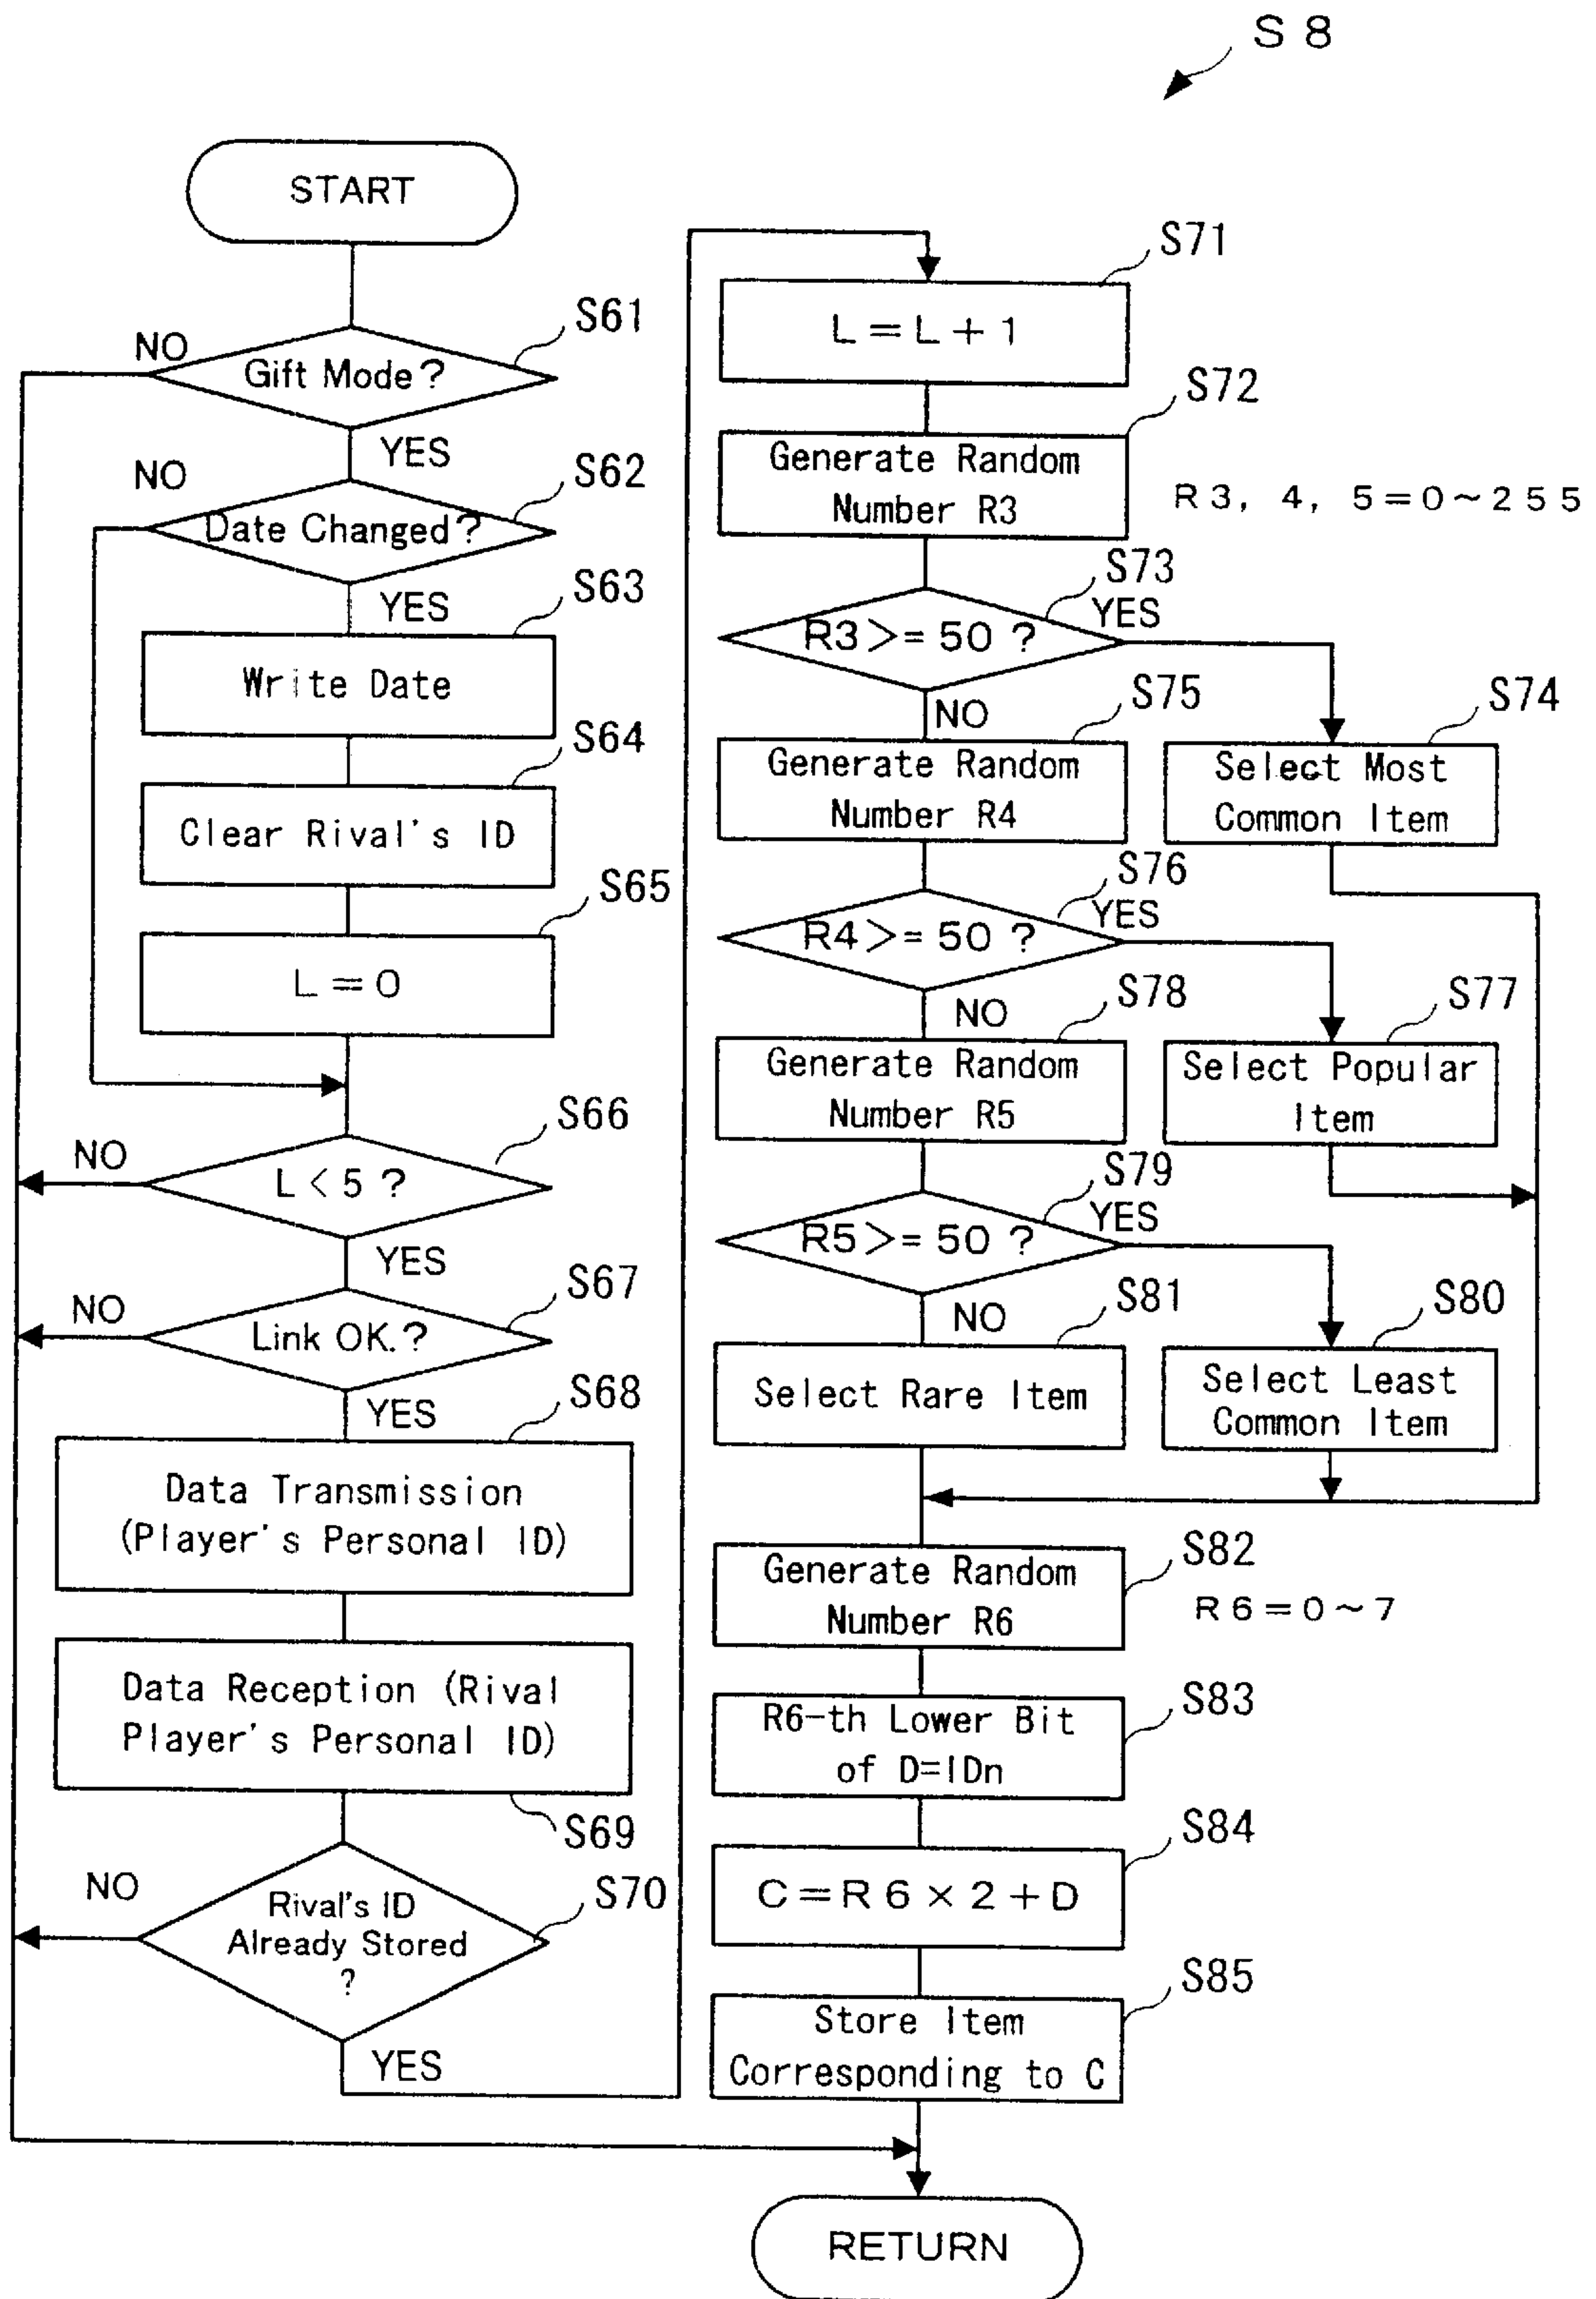 S 8
START
S61
NO
Gift Mode?
YES
NO
S62
Date Changed?
YES
S63
Write Date
S64
Clear Rival's ID
S65
L = 0
S66
NO
L < 5 ?
YES
S67
NO
Link OK.?
YES
S68
Data Transmission
(Player's Personal ID)
Data Reception (Rival
Player's Personal ID)
S69
NO
S70
Rival's ID
Already Stored
?
YES
S71
L = L + 1
S72
Generate Random
Number R3
R3, 4, 5=0~255
S73
YES
R3 >= 50 ?
NO
S75
S74
Generate Random
Number R4
Select Most
Common Item
S76
YES
R4 >= 50 ?
NO
S78
S77
Generate Random
Number R5
Select Popular
Item
S79
YES
R5 >= 50 ?
NO
S81
S80
Select Rare Item
Select Least
Common Item
S82
Generate Random
Number R6
R6=0~7
S83
R6-th Lower Bit
of D=IDn
S84
C = R6 × 2 + D
S85
Store Item
Corresponding to C
RETURN